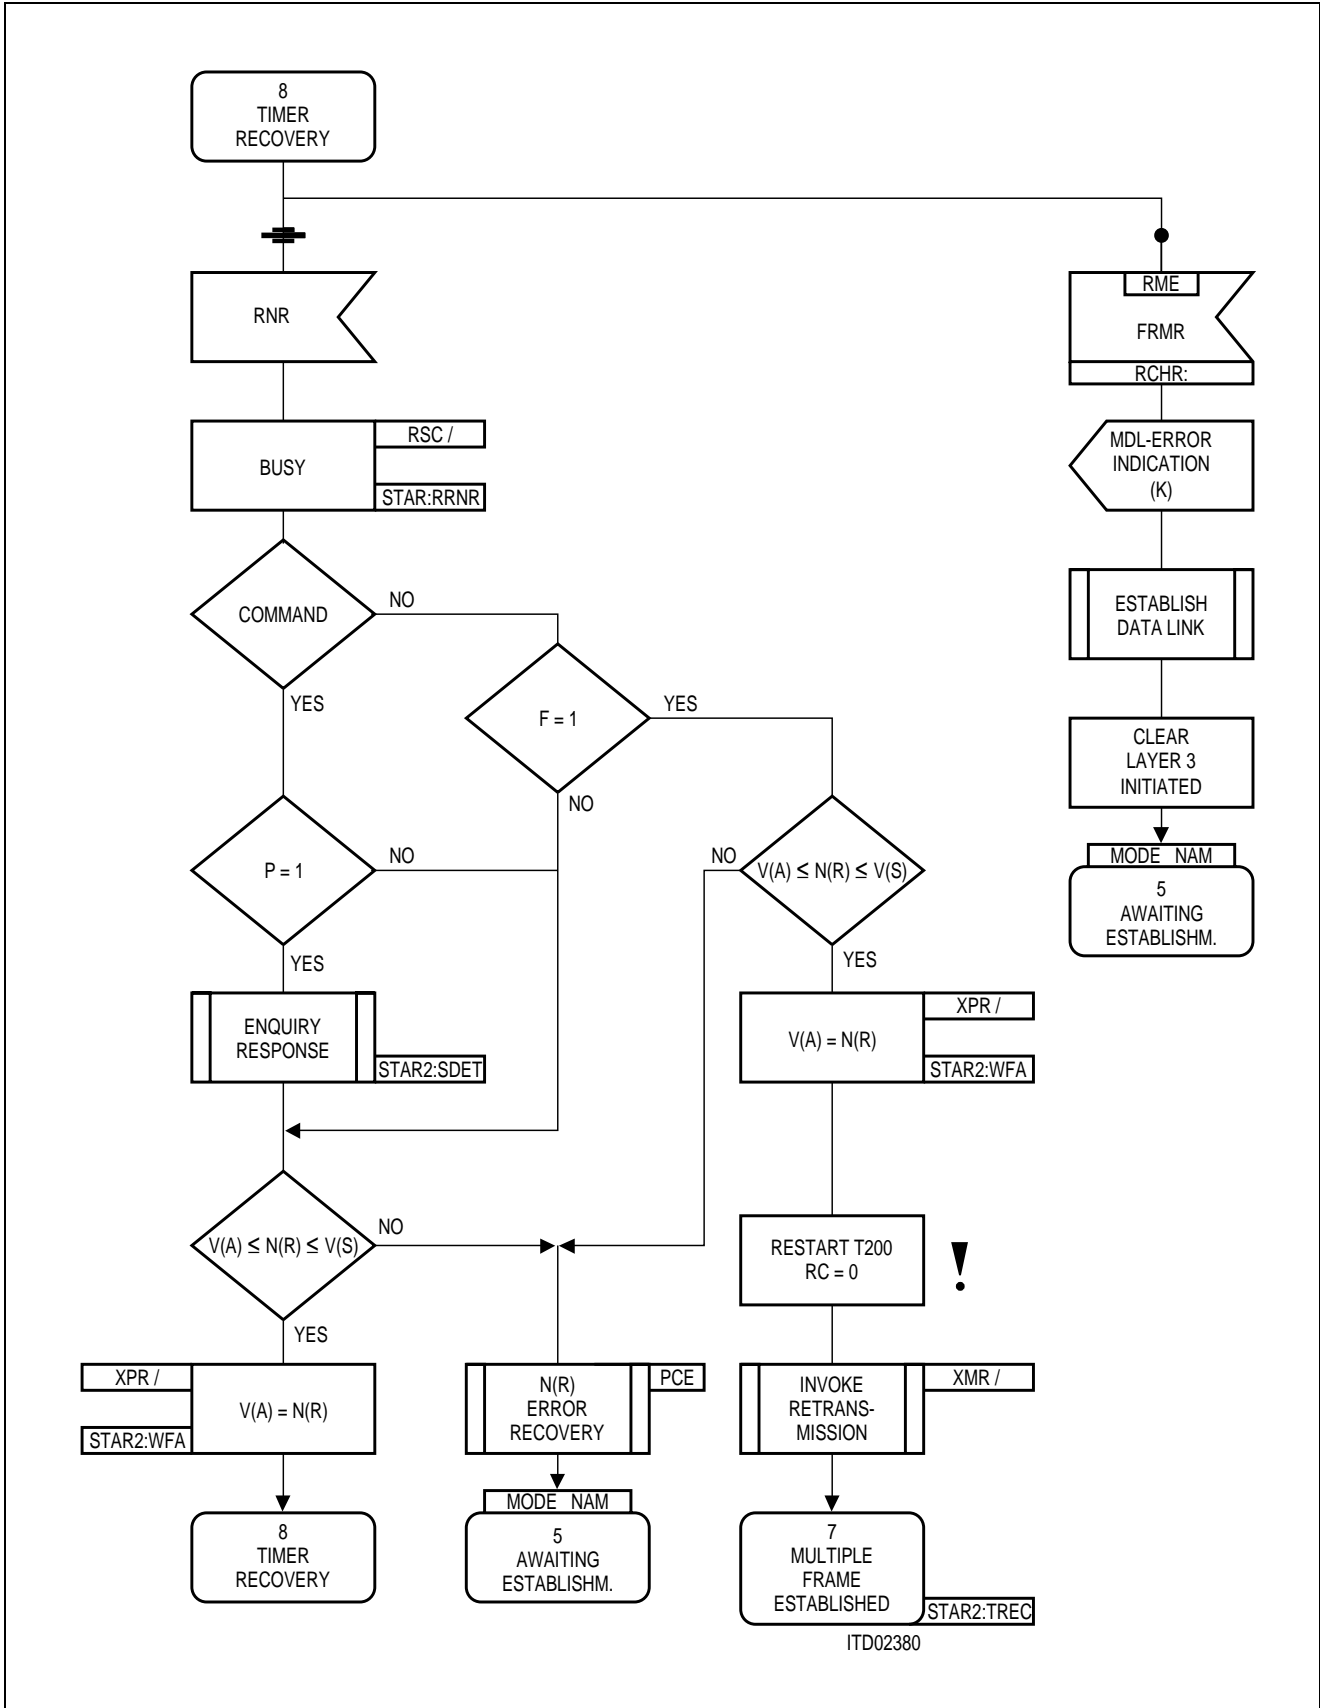 8
TIMER
RECOVERY
RNR
RME
FRMR
RCHR:
BUSY
RSC /
STAR:RRNR
MDL-ERROR
INDICATION
(K)
COMMAND
NO
YES
ESTABLISH
DATA LINK
F = 1
YES
NO
CLEAR
LAYER 3
INITIATED
P = 1
NO
YES
NO
V(A) ≤ N(R) ≤ V(S)
YES
MODE NAM
5
AWAITING
ESTABLISHM.
ENQUIRY
RESPONSE
STAR2:SDET
XPR /
V(A) = N(R)
STAR2:WFA
V(A) ≤ N(R) ≤ V(S)
NO
YES
RESTART T200
RC = 0
!
XPR /
V(A) = N(R)
STAR2:WFA
N(R)
ERROR
RECOVERY
PCE
INVOKE
RETRANS-
MISSION
XMR /
8
TIMER
RECOVERY
MODE NAM
5
AWAITING
ESTABLISHM.
7
MULTIPLE
FRAME
ESTABLISHED
STAR2:TREC
ITD02380